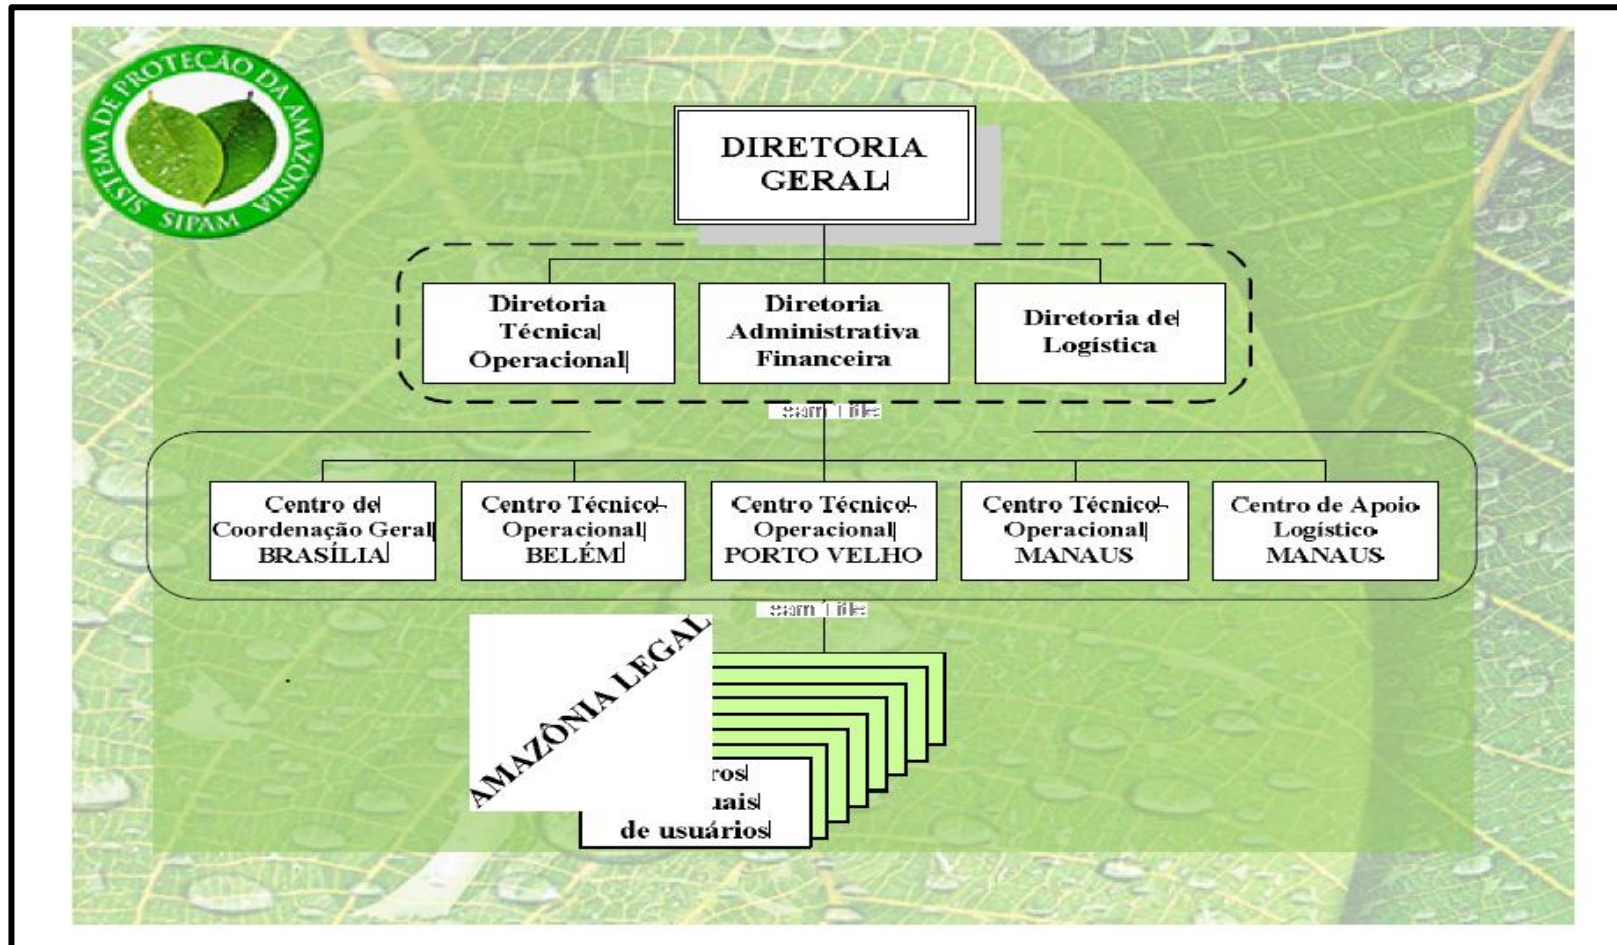 SISTEMA DE PROTEÇÃO DA AMAZÔNIA
SIPAM
DIRETORIA
GERAL
Diretoria
Técnica
Operacional
Diretoria
Administrativa
Financeira
Diretoria de
Logística
Centro de
Coordenação Geral
BRASÍLIA
Centro Técnico-
Operacional
BELÉM
Centro Técnico-
Operacional
PORTO VELHO
Centro Técnico-
Operacional
MANAUS
Centro de Apoio
Logístico
MANAUS
AMAZÔNIA LEGAL
ros
uais
de usuários